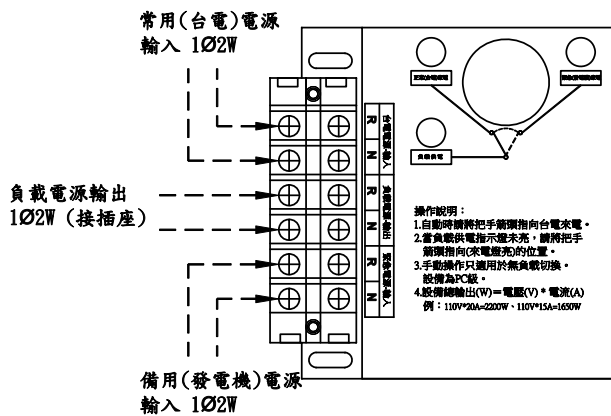 常用(台電)電源
輸入 1Ø2W
負載電源輸出
1Ø2W (接插座)
備用(發電機)電源
輸入 1Ø2W
台電電源-輸入
R
N
負載電源-輸出
R
N
緊急電源-輸入
R
N
負載供電
操作說明：
1.自動時請將把手箭頭指向台電來電。
2.當負載供電指示燈未亮，請將把手
箭頭指向(來電燈亮)的位置。
3.手動操作只適用於無負載切換。
設備為PC級。
4.設備總輸出(W)＝電壓(V)＊電流(A)
例：110V*20A=2200W、110V*15A=1650W